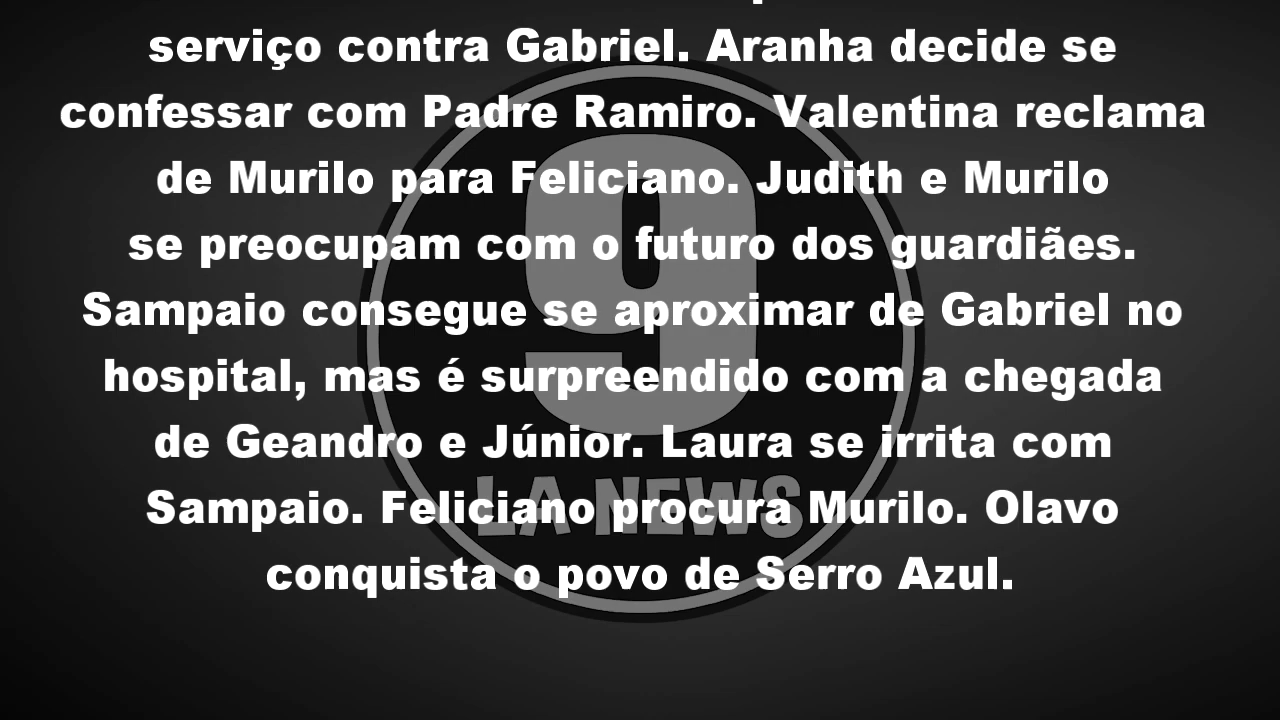 serviço contra Gabriel. Aranha decide se
confessar com Padre Ramiro. Valentina reclama
de Murilo para Feliciano. Judith e Murilo
se preocupam com o futuro dos guardiães.
Sampaio consegue se aproximar de Gabriel no
hospital, mas é surpreendido com a chegada
de Geandro e Júnior. Laura se irrita com
Sampaio. Feliciano procura Murilo. Olavo
conquista o povo de Serro Azul.
9
LA NEWS